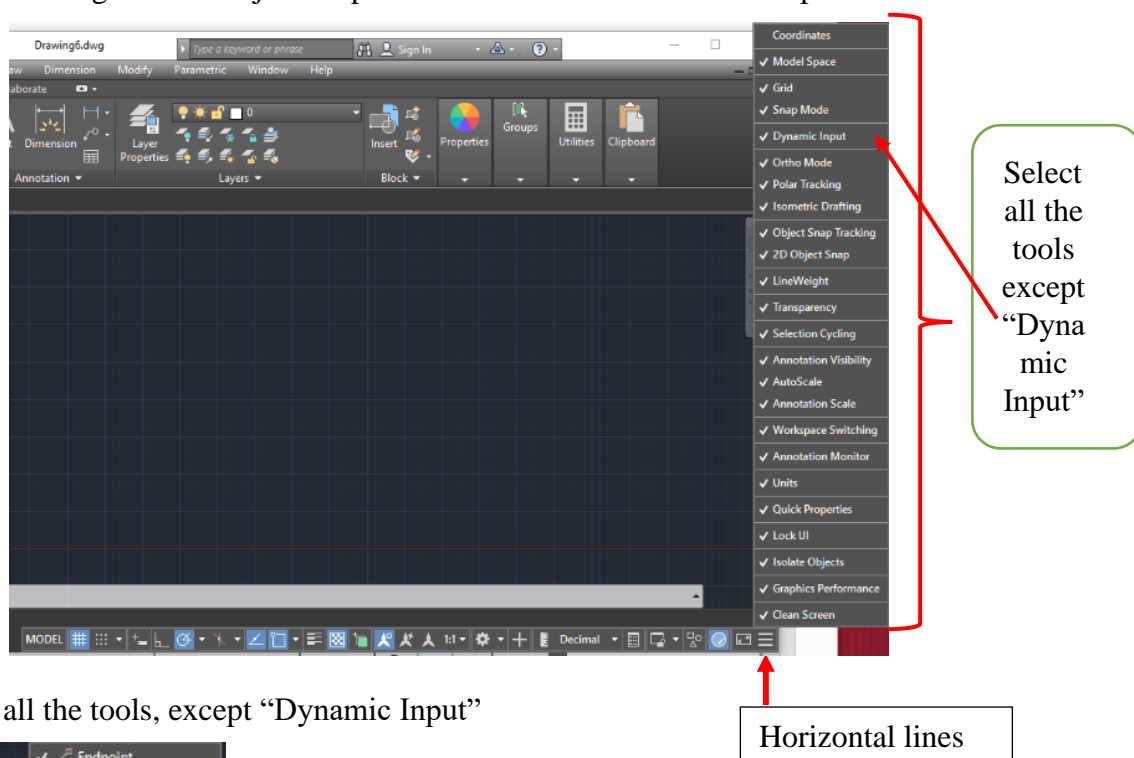 Drawing6.dwg
Type a keyword or phrase
Sign In
Dimension Modify Parametric Window Help
Dimension
Layer Properties
0
Insert
Properties
Groups
Utilities
Clipboard
Annotation
Layers
Block
Coordinates
✓ Model Space
✓ Grid
✓ Snap Mode
✓ Dynamic Input
✓ Ortho Mode
✓ Polar Tracking
✓ Isometric Drafting
✓ Object Snap Tracking
✓ 2D Object Snap
✓ LineWeight
✓ Transparency
✓ Selection Cycling
✓ Annotation Visibility
✓ AutoScale
✓ Annotation Scale
✓ Workspace Switching
✓ Annotation Monitor
✓ Units
✓ Quick Properties
✓ Lock UI
✓ Isolate Objects
✓ Graphics Performance
✓ Clean Screen
Select
all the
tools
except
“Dyna
mic
Input”
MODEL 1:1 Decimal
all the tools, except “Dynamic Input”
Horizontal lines
Endpoint